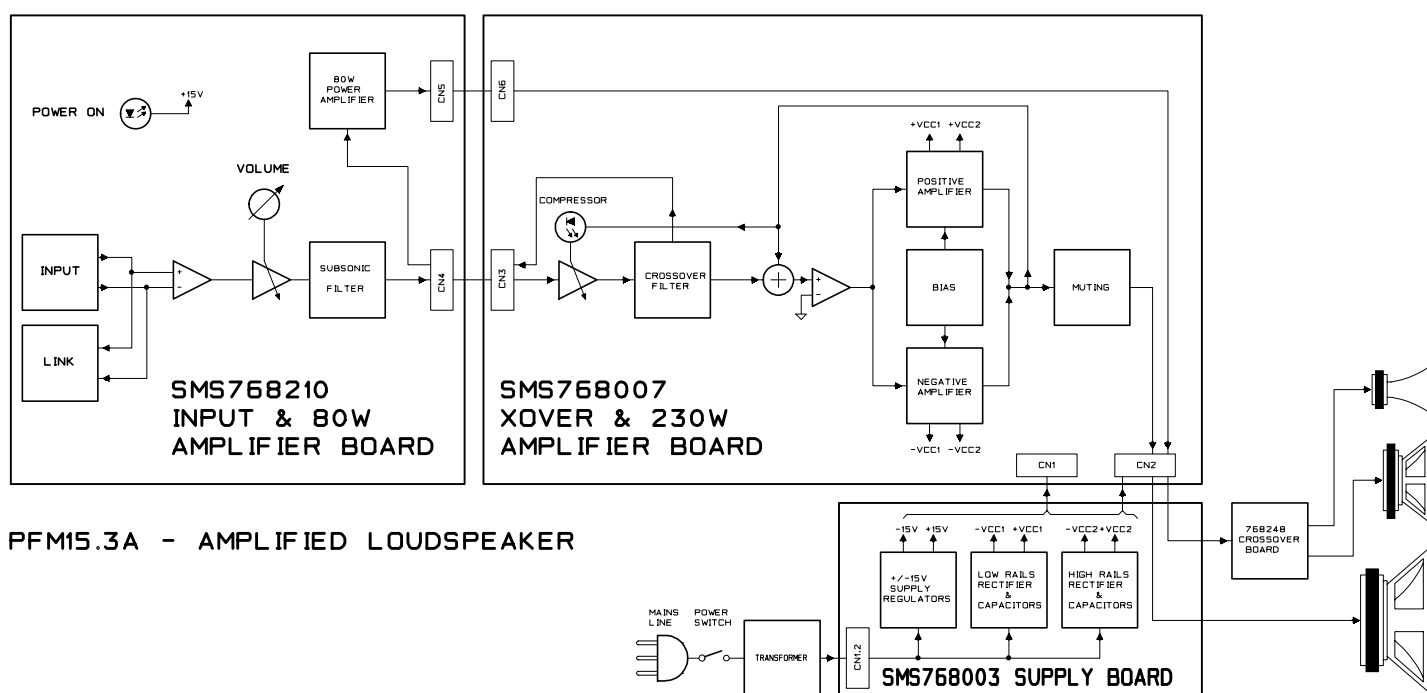 POWER ON
+15V
80W
POWER
AMPLIFIER
CN5
CN6
VOLUME
INPUT
LINK
+
-
SUBSONIC
FILTER
CN4
CN3
COMPRESSOR
CROSSOVER
FILTER
+
+
-
+VCC1 +VCC2
POSITIVE
AMPLIFIER
BIAS
NEGATIVE
AMPLIFIER
-VCC1 -VCC2
MUTING
SMS768210
INPUT & 80W
AMPLIFIER BOARD
SMS768007
XOVER & 230W
AMPLIFIER BOARD
CN1
CN2
PFM15.3A - AMPLIFIED LOUDSPEAKER
-15V +15V
-VCC1 +VCC1
-VCC2+VCC2
+/-15V
SUPPLY
REGULATORS
LOW RAILS
RECTIFIER
&
CAPACITORS
HIGH RAILS
RECTIFIER
&
CAPACITORS
768248
CROSSOVER
BOARD
MAINS
LINE
POWER
SWITCH
TRANSFORMER
CN1.2
SMS768003 SUPPLY BOARD